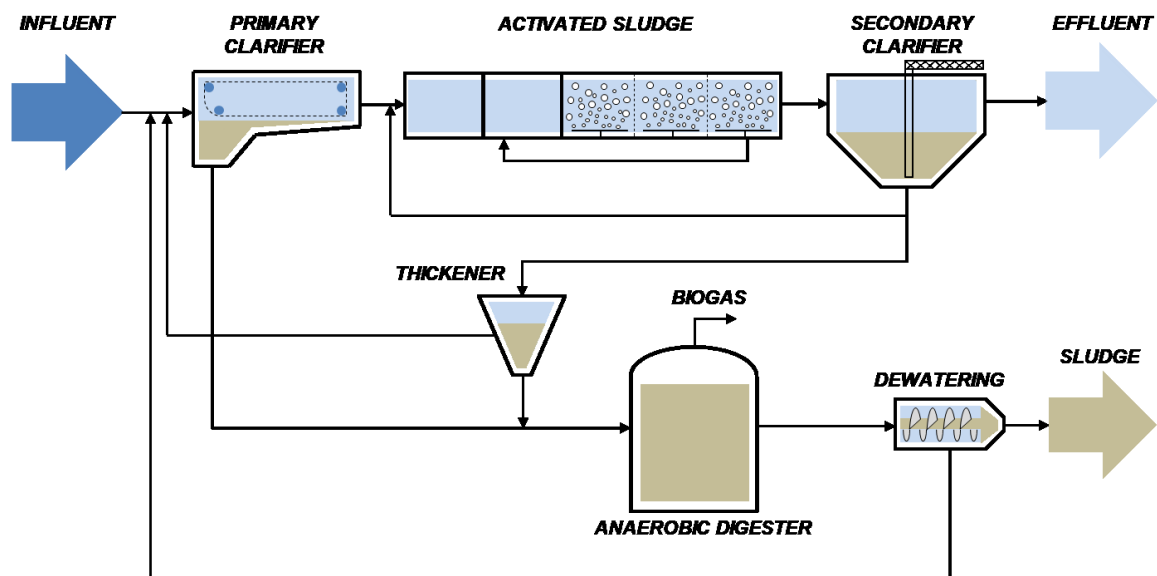 INFLUENT
PRIMARY
CLARIFIER
ACTIVATED SLUDGE
SECONDARY
CLARIFIER
EFFLUENT
THICKENER
BIOGAS
SLUDGE
DEWATERING
ANAEROBIC DIGESTER